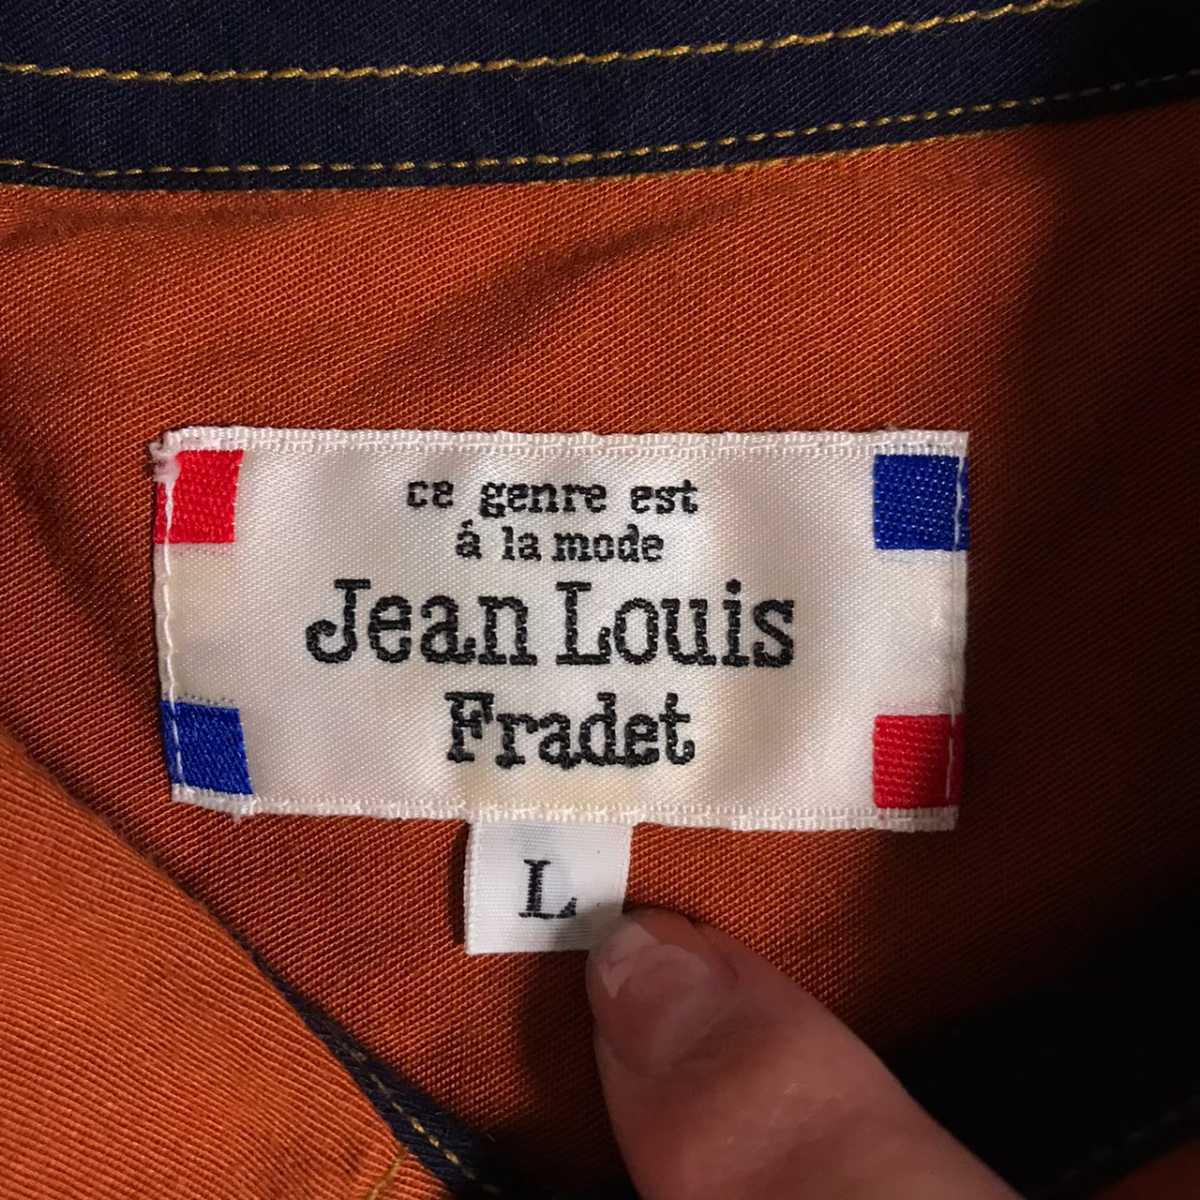 ce genre est
á la mode
Jean Louis
Fradet
L